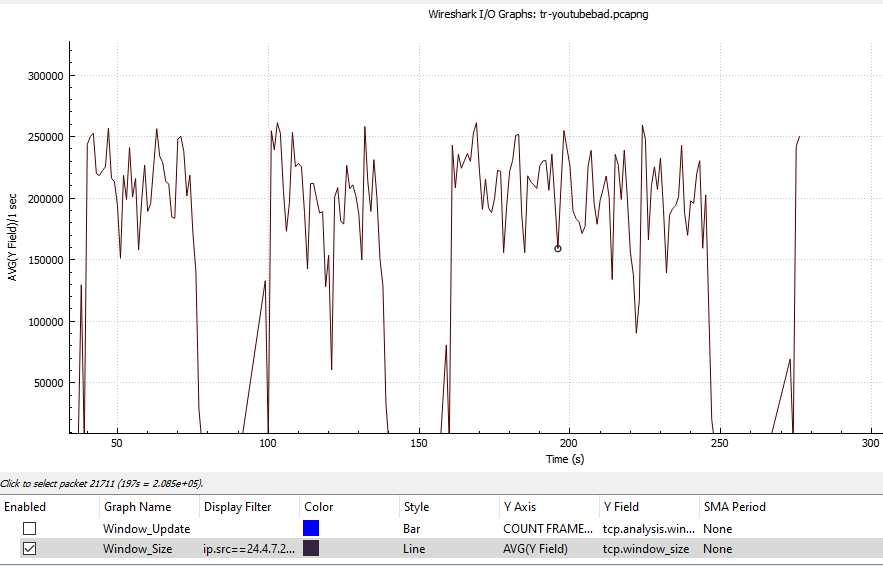 Wireshark I/O Graphs: tr-youtubebad.pcapng
AVG(Y Field)/1 sec
300000
250000
200000
150000
100000
50000
50 100 150 200 250 300
Time (s)
Click to select packet 21711 (197s = 2.085e+05).
Enabled Graph Name Display Filter Color Style Y Axis Y Field SMA Period
Window_Update Bar COUNT FRAME... tcp.analysis.win... None
Window_Size ip.src==24.4.7.2... Line AVG(Y Field) tcp.window_size None